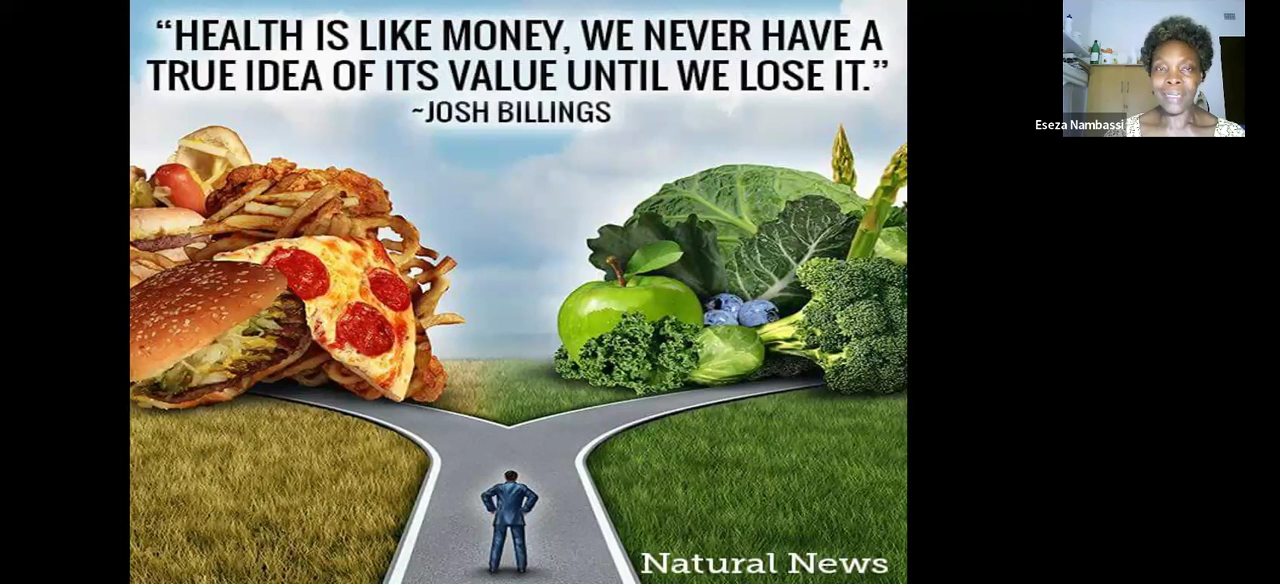 “HEALTH IS LIKE MONEY, WE NEVER HAVE A
TRUE IDEA OF ITS VALUE UNTIL WE LOSE IT.”
~JOSH BILLINGS
Eseza Nambassi
Natural News